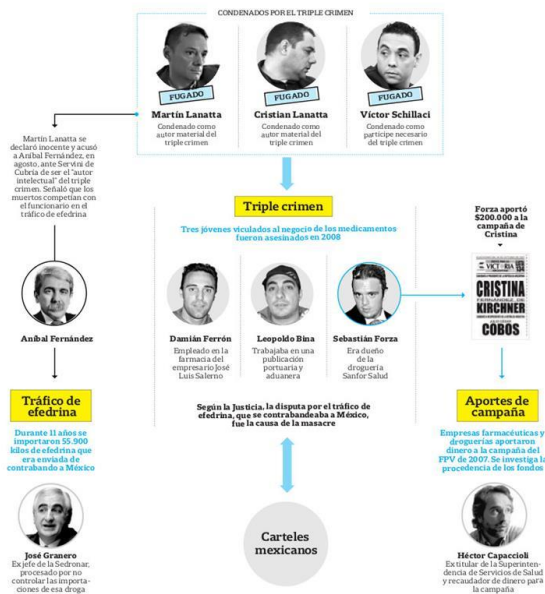 CONDENADOS POR EL TRIPLE CRIMEN
FUGADO
Martín Lanatta
Condenado como
autor material del
triple crimen
FUGADO
Cristian Lanatta
Condenado como
autor material del
triple crimen
FUGADO
Víctor Schillaci
Condenado como
partícipe necesario
del triple crimen
Martín Lanatta se
declaró inocente y acusó
a Aníbal Fernández, en
agosto, ante Servini de
Cubría de ser el "autor
intelectual" del triple
crimen. Señaló que los
muertos competían con
el funcionario en el
tráfico de efedrina
Aníbal Fernández
Tráfico de
efedrina
Durante 11 años se
importaron 55.900
kilos de efedrina que
era enviada de
contrabando a México
José Granero
Ex jefe de la Sedronar,
procesado por no
controlar las importa-
ciones de esa droga
Triple crimen
Tres jóvenes viculados al negocio de los medicamentos
fueron asesinados en 2008
Damián Ferrón
Empleado en la
farmacia del
empresario José
Luis Salerno
Leopoldo Bina
Trabajaba en una
publicación
portuaria y
aduanera
Sebastián Forza
Era dueño
de la
droguería
Sanfor Salud
Según la Justicia, la disputa por el tráfico de
efedrina, que se contrabandeaba a México,
fue la causa de la masacre
Carteles
mexicanos
Forza aportó
$200.000 a la
campaña de
Cristina
CRISTINA
FERNÁNDEZ DE
KIRCHNER
COBOS
Aportes de
campaña
Empresas farmacéuticas y
droguerías aportaron
dinero a la campaña del
FPV de 2007. Se investiga la
procedencia de los fondos
Héctor Capaccioli
Ex titular de la Superinten-
dencia de Servicios de Salud
y recaudador de dinero para
la campaña